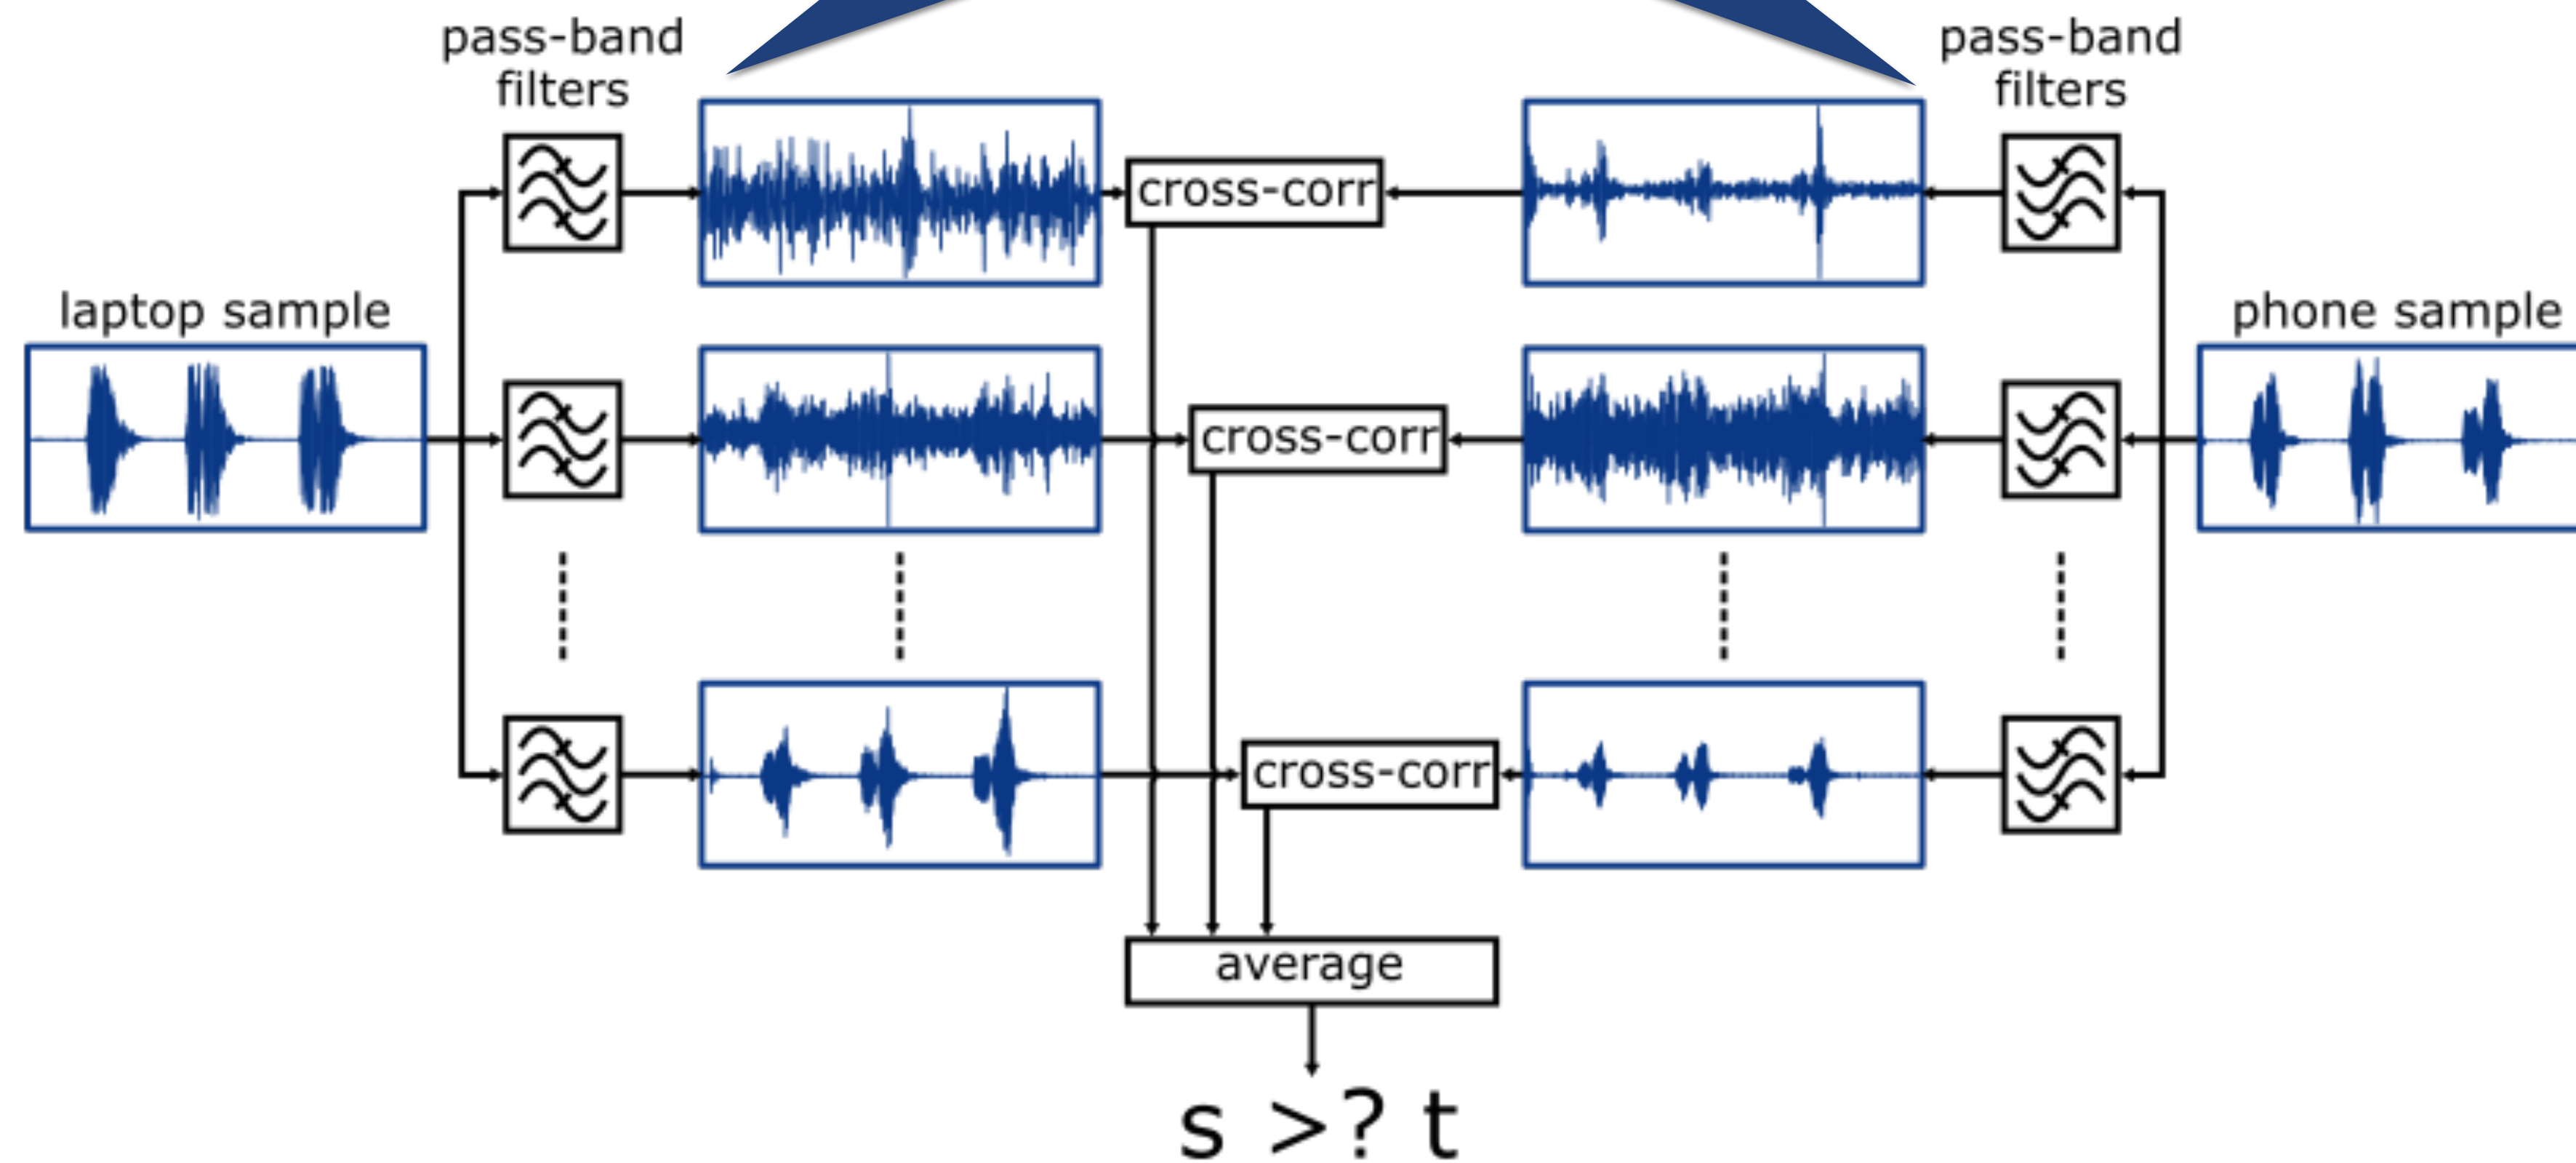 pass-band
filters
pass-band
filters
cross-corr
laptop sample
phone sample
cross-corr
cross-corr
average
s >? t